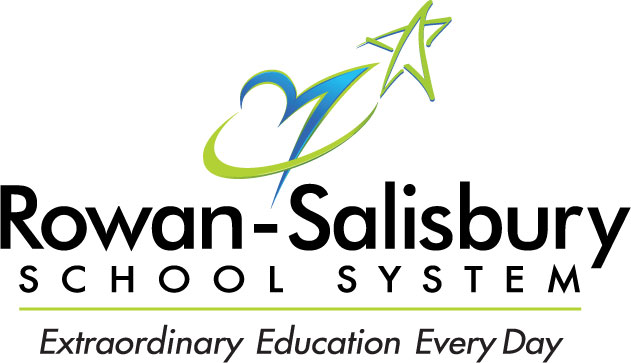 Rowan-Salisbury
SCHOOL SYSTEM
Extraordinary Education Every Day